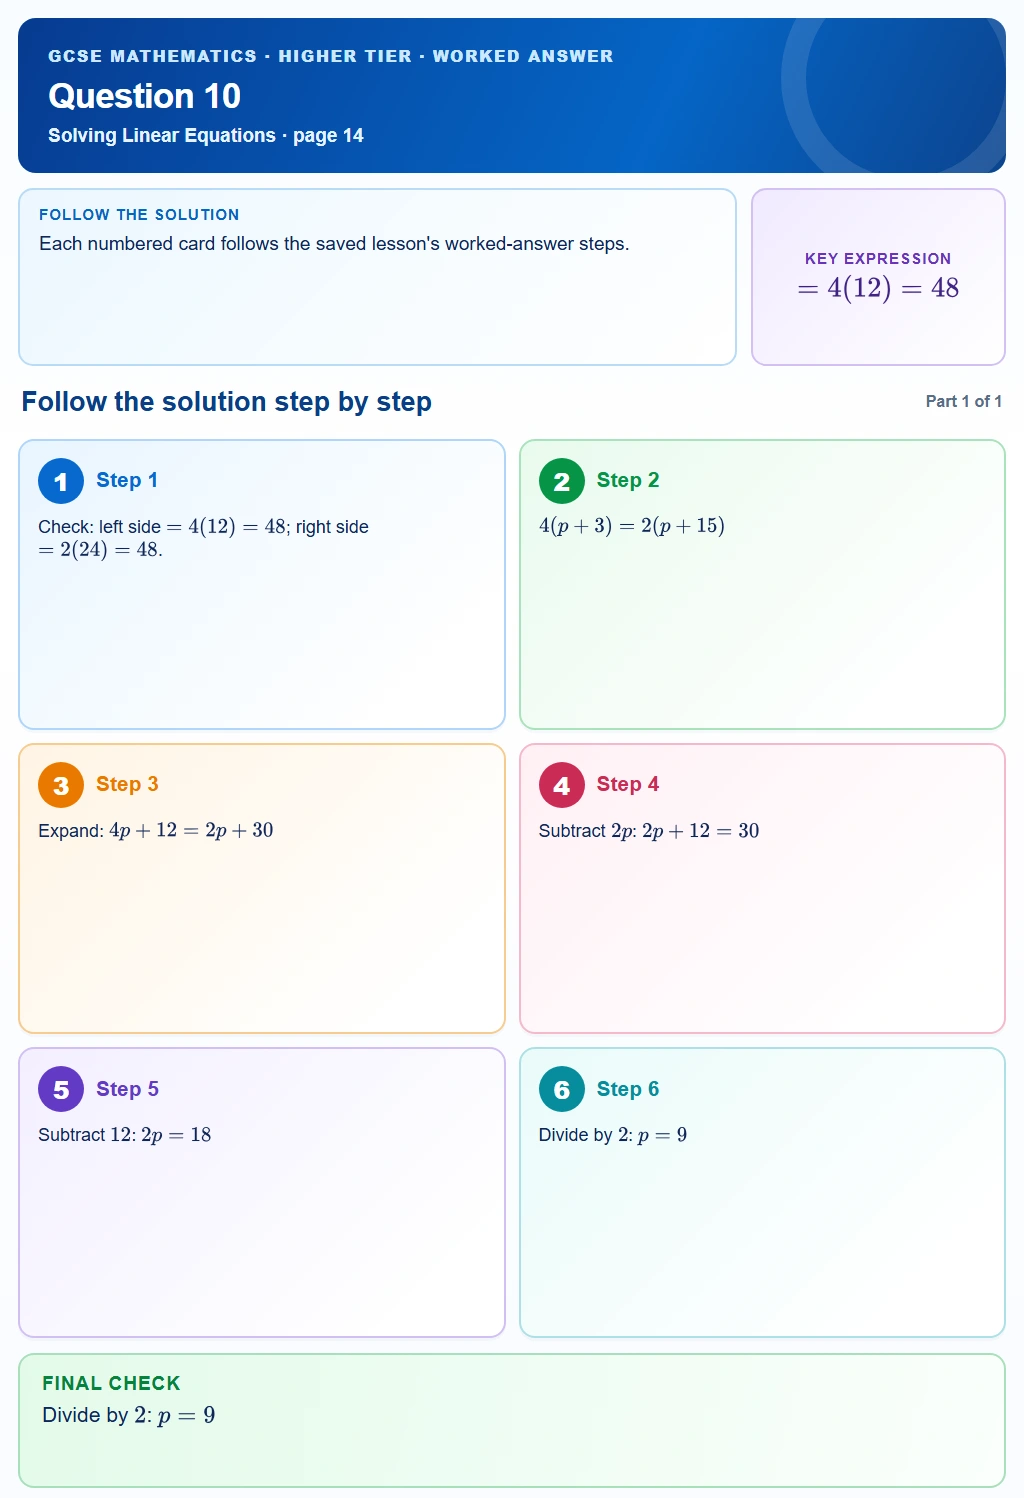 GCSE MATHEMATICS · HIGHER TIER · WORKED ANSWER
Question 10
Solving Linear Equations · page 14
FOLLOW THE SOLUTION
Each numbered card follows the saved lesson's worked-answer steps.
KEY EXPRESSION
= 4(12) = 48
Follow the solution step by step
Part 1 of 1
1 Step 1
Check: left side = 4(12) = 48; right side
= 2(24) = 48.
2 Step 2
4(p + 3) = 2(p + 15)
3 Step 3
Expand: 4p + 12 = 2p + 30
4 Step 4
Subtract 2p: 2p + 12 = 30
5 Step 5
Subtract 12: 2p = 18
6 Step 6
Divide by 2: p = 9
FINAL CHECK
Divide by 2: p = 9